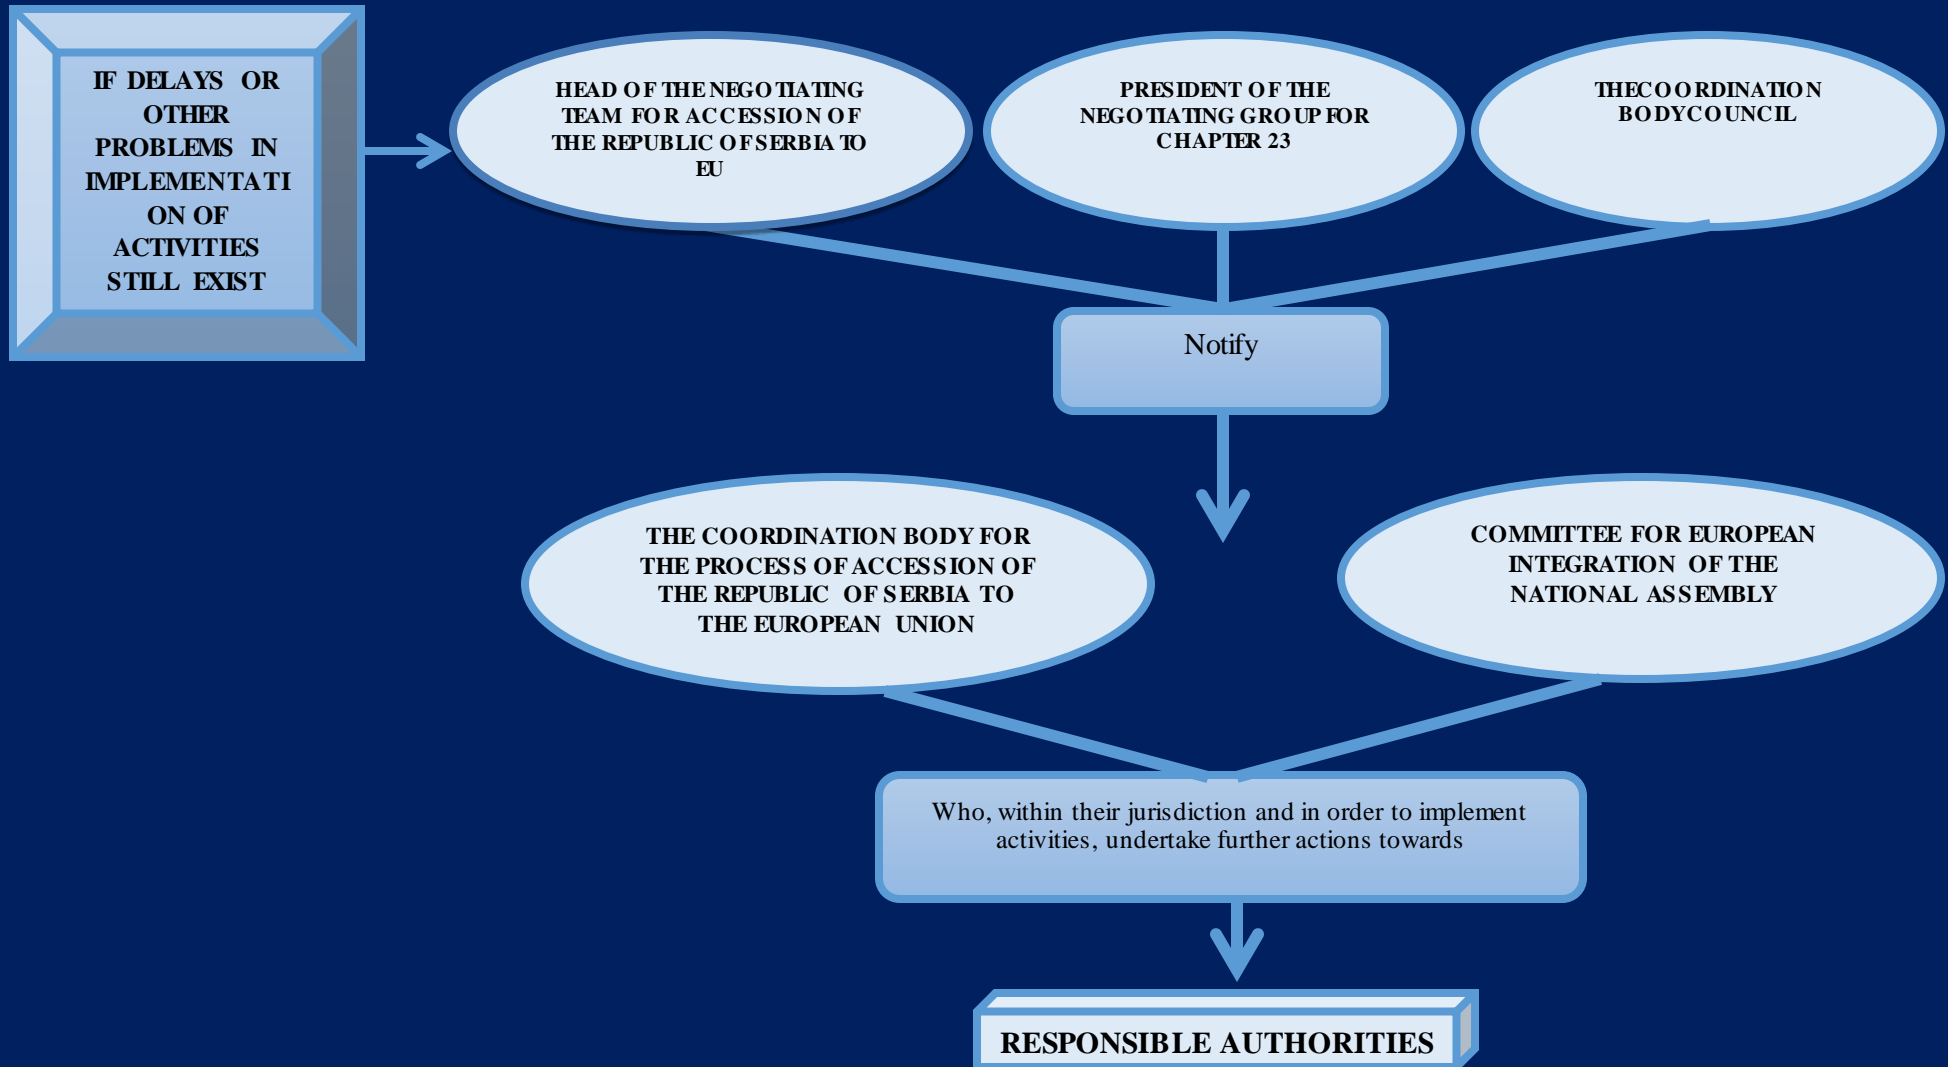 IF DELAYS OR
OTHER
PROBLEMS IN
IMPLEMENTATI
ON OF
ACTIVITIES
STILL EXIST
HEAD OF THE NEGOTIATING
TEAM FOR ACCESSION OF
THE REPUBLIC OF SERBIA TO
EU
PRESIDENT OF THE
NEGOTIATING GROUP FOR
CHAPTER 23
THECOORDINATION
BODYCOUNCIL
Notify
THE COORDINATION BODY FOR
THE PROCESS OF ACCESSION OF
THE REPUBLIC OF SERBIA TO
THE EUROPEAN UNION
COMMITTEE FOR EUROPEAN
INTEGRATION OF THE
NATIONAL ASSEMBLY
Who, within their jurisdiction and in order to implement
activities, undertake further actions towards
RESPONSIBLE AUTHORITIES